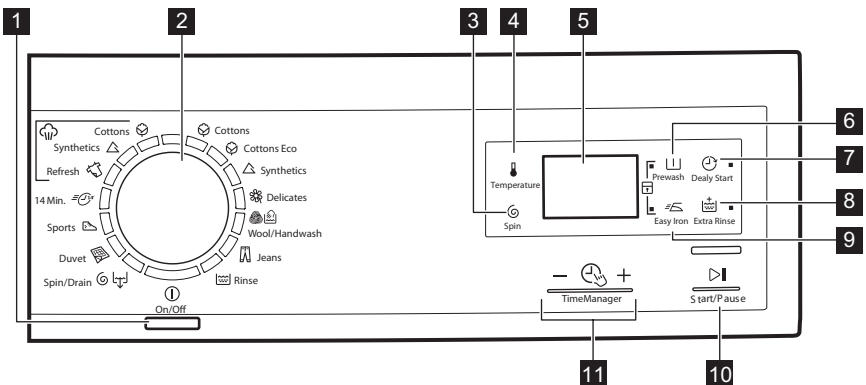 1
2
3
4
5
6
7
8
9
10
11
Cottons
Synthetics
Refresh
14 Min.
Sports
Duvet
Spin/Drain
On/Off
Cottons
Cottons Eco
Synthetics
Delicates
Wool/Handwash
Jeans
Rinse
Temperature
Spin
Prewash
Dealy Start
Easy Iron
Extra Rinse
− +
TimeManager
Start/Pause